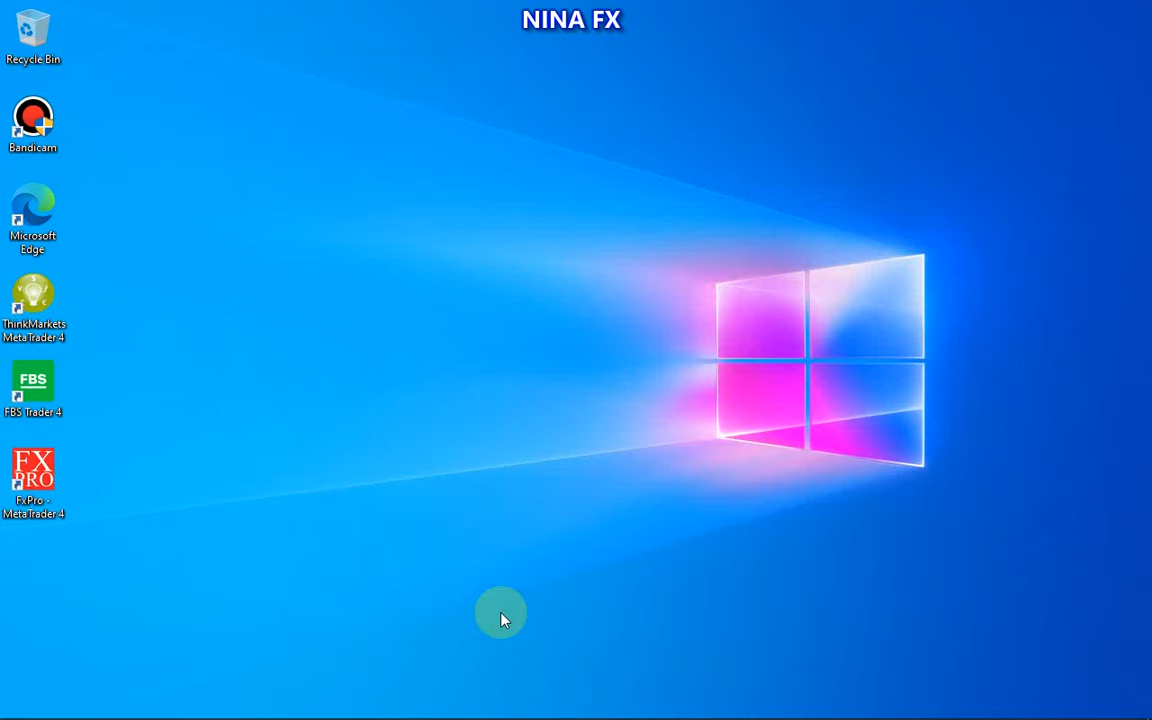 NINA FX
Recycle Bin
Bandicam
Microsoft
Edge
ThinkMarkets
MetaTrader 4
FBS
FBS Trader 4
FX
PRO
FxPro -
MetaTrader 4